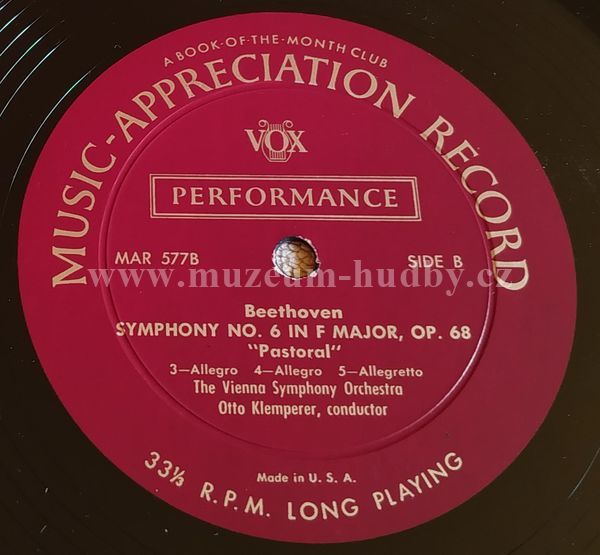 A BOOK-OF-THE-MONTH CLUB
MUSIC-APPRECIATION RECORD
VOX
PERFORMANCE
MAR 577B
SIDE B
www.muzeum-hudby.cz
Beethoven
SYMPHONY NO. 6 IN F MAJOR, OP. 68
"Pastoral"
3—Allegro 4—Allegro 5—Allegretto
The Vienna Symphony Orchestra
Otto Klemperer, conductor
Made in U. S. A.
33⅓ R.P.M. LONG PLAYING